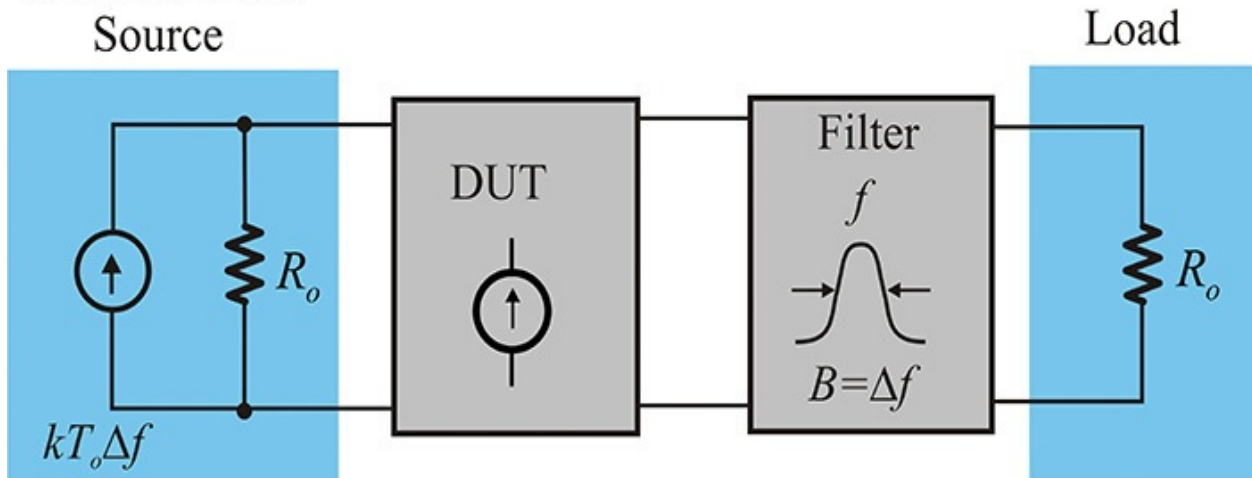 Source
Load
DUT
Filter
f
R_o
B=Δf
R_o
kT_oΔf